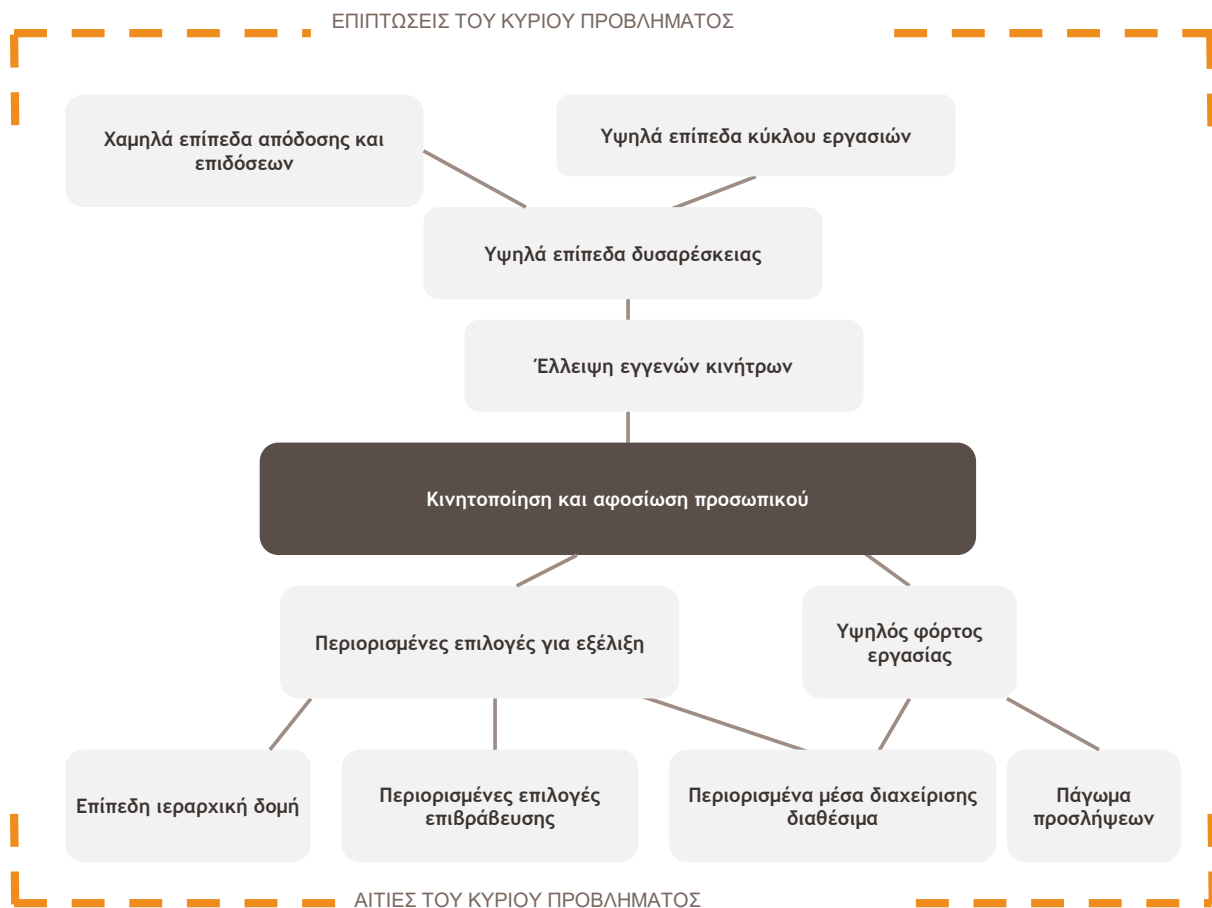 ΕΠΙΠΤΩΣΕΙΣ ΤΟΥ ΚΥΡΙΟΥ ΠΡΟΒΛΗΜΑΤΟΣ
Χαμηλά επίπεδα απόδοσης και
επιδόσεων
Υψηλά επίπεδα κύκλου εργασιών
Υψηλά επίπεδα δυσαρέσκειας
Έλλειψη εγγενών κινήτρων
Κινητοποίηση και αφοσίωση προσωπικού
Περιορισμένες επιλογές για εξέλιξη
Υψηλός φόρτος
εργασίας
Επίπεδη ιεραρχική δομή
Περιορισμένες επιλογές
επιβράβευσης
Περιορισμένα μέσα διαχείρισης
διαθέσιμα
Πάγωμα
προσλήψεων
ΑΙΤΙΕΣ ΤΟΥ ΚΥΡΙΟΥ ΠΡΟΒΛΗΜΑΤΟΣ